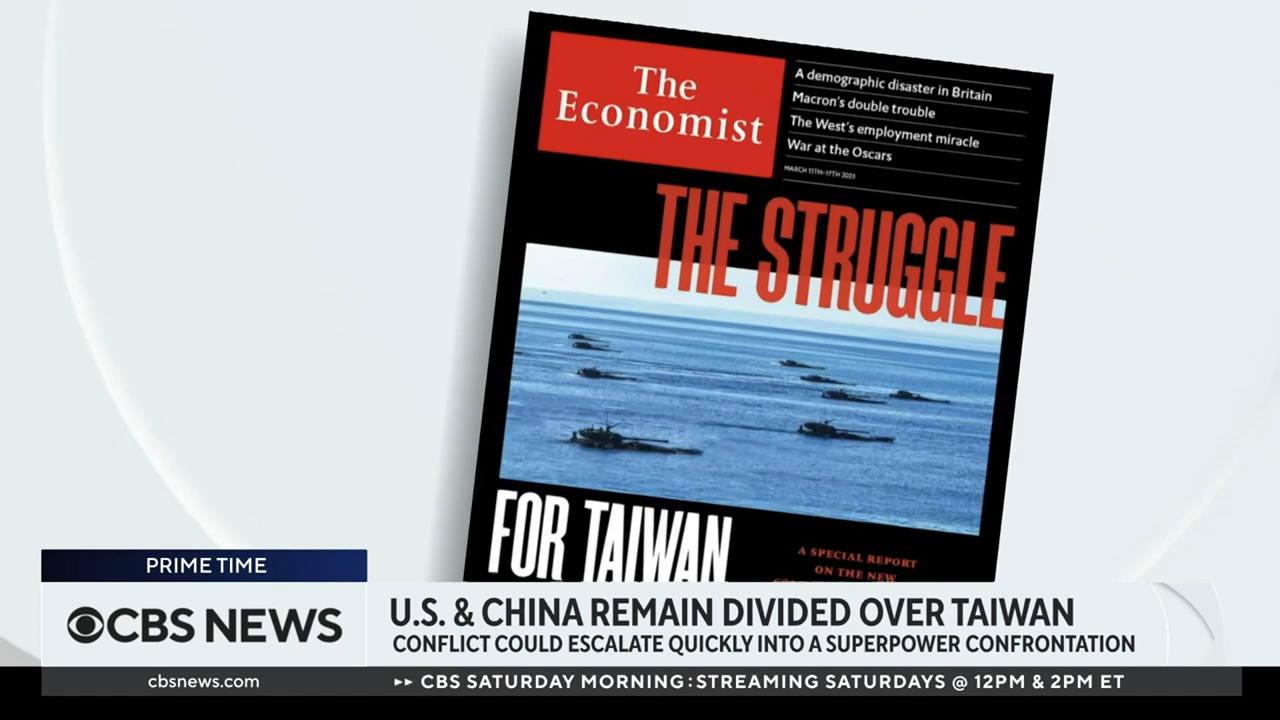 The
Economist
A demographic disaster in Britain
Macron's double trouble
The West's employment miracle
War at the Oscars
MARCH 11TH–17TH 2023
THE STRUGGLE
FOR TAIWAN
A SPECIAL REPORT
ON THE NEW
PRIME TIME
CBS NEWS
U.S. & CHINA REMAIN DIVIDED OVER TAIWAN
CONFLICT COULD ESCALATE QUICKLY INTO A SUPERPOWER CONFRONTATION
cbsnews.com
►► CBS SATURDAY MORNING: STREAMING SATURDAYS @ 12PM & 2PM ET